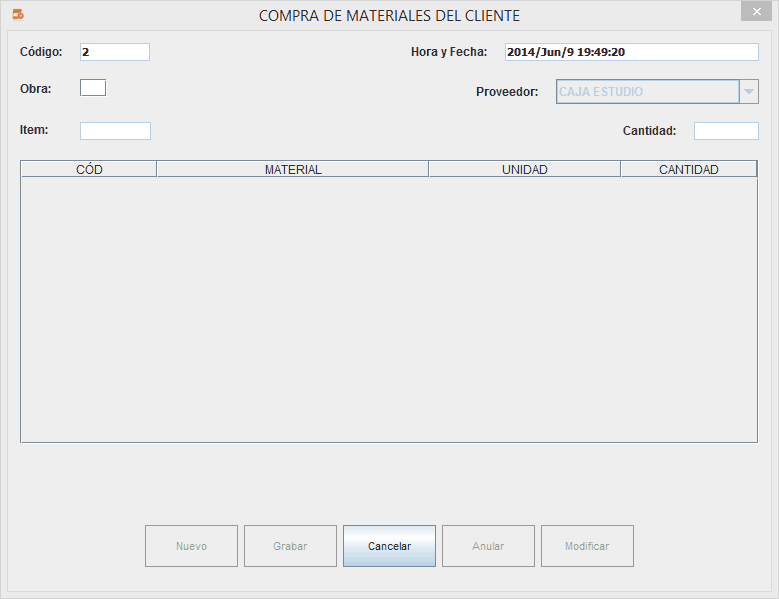 COMPRA DE MATERIALES DEL CLIENTE
Código: 2 Hora y Fecha: 2014/Jun/9 19:49:20
Obra: Proveedor: CAJA ESTUDIO
Item: Cantidad:
CÓD MATERIAL UNIDAD CANTIDAD
Nuevo Grabar Cancelar Anular Modificar